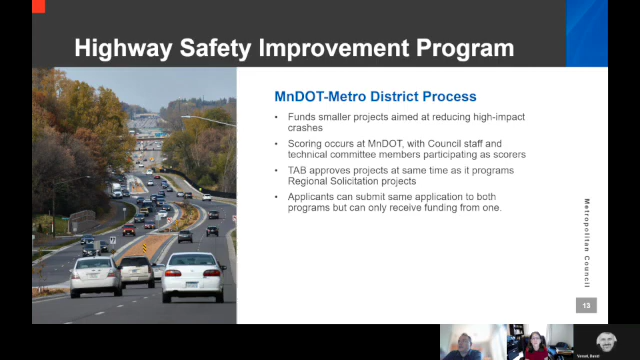 Highway Safety Improvement Program
MnDOT-Metro District Process
• Funds smaller projects aimed at reducing high-impact
crashes
• Scoring occurs at MnDOT, with Council staff and
technical committee members participating as scorers
• TAB approves projects at same time as it programs
Regional Solicitation projects
• Applicants can submit same application to both
programs but can only receive funding from one.
Metropolitan Council
13